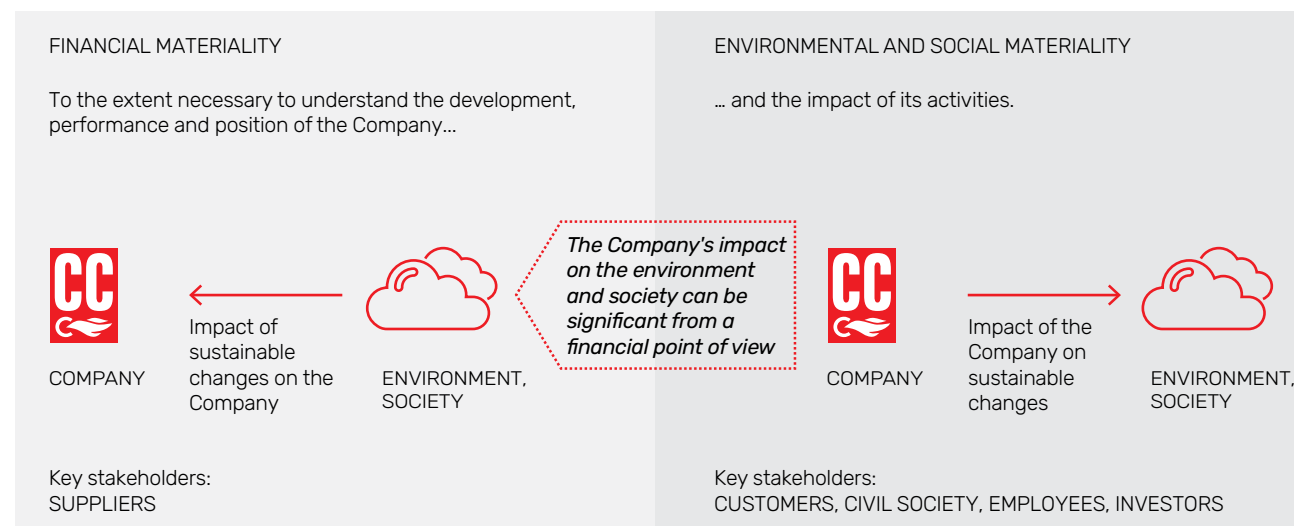 FINANCIAL MATERIALITY
To the extent necessary to understand the development,
performance and position of the Company...
CC
COMPANY
Impact of
sustainable
changes on the
Company
ENVIRONMENT,
SOCIETY
Key stakeholders:
SUPPLIERS
The Company's impact
on the environment
and society can be
significant from a
financial point of view
ENVIRONMENTAL AND SOCIAL MATERIALITY
... and the impact of its activities.
CC
COMPANY
Impact of the
Company on
sustainable
changes
ENVIRONMENT,
SOCIETY
Key stakeholders:
CUSTOMERS, CIVIL SOCIETY, EMPLOYEES, INVESTORS